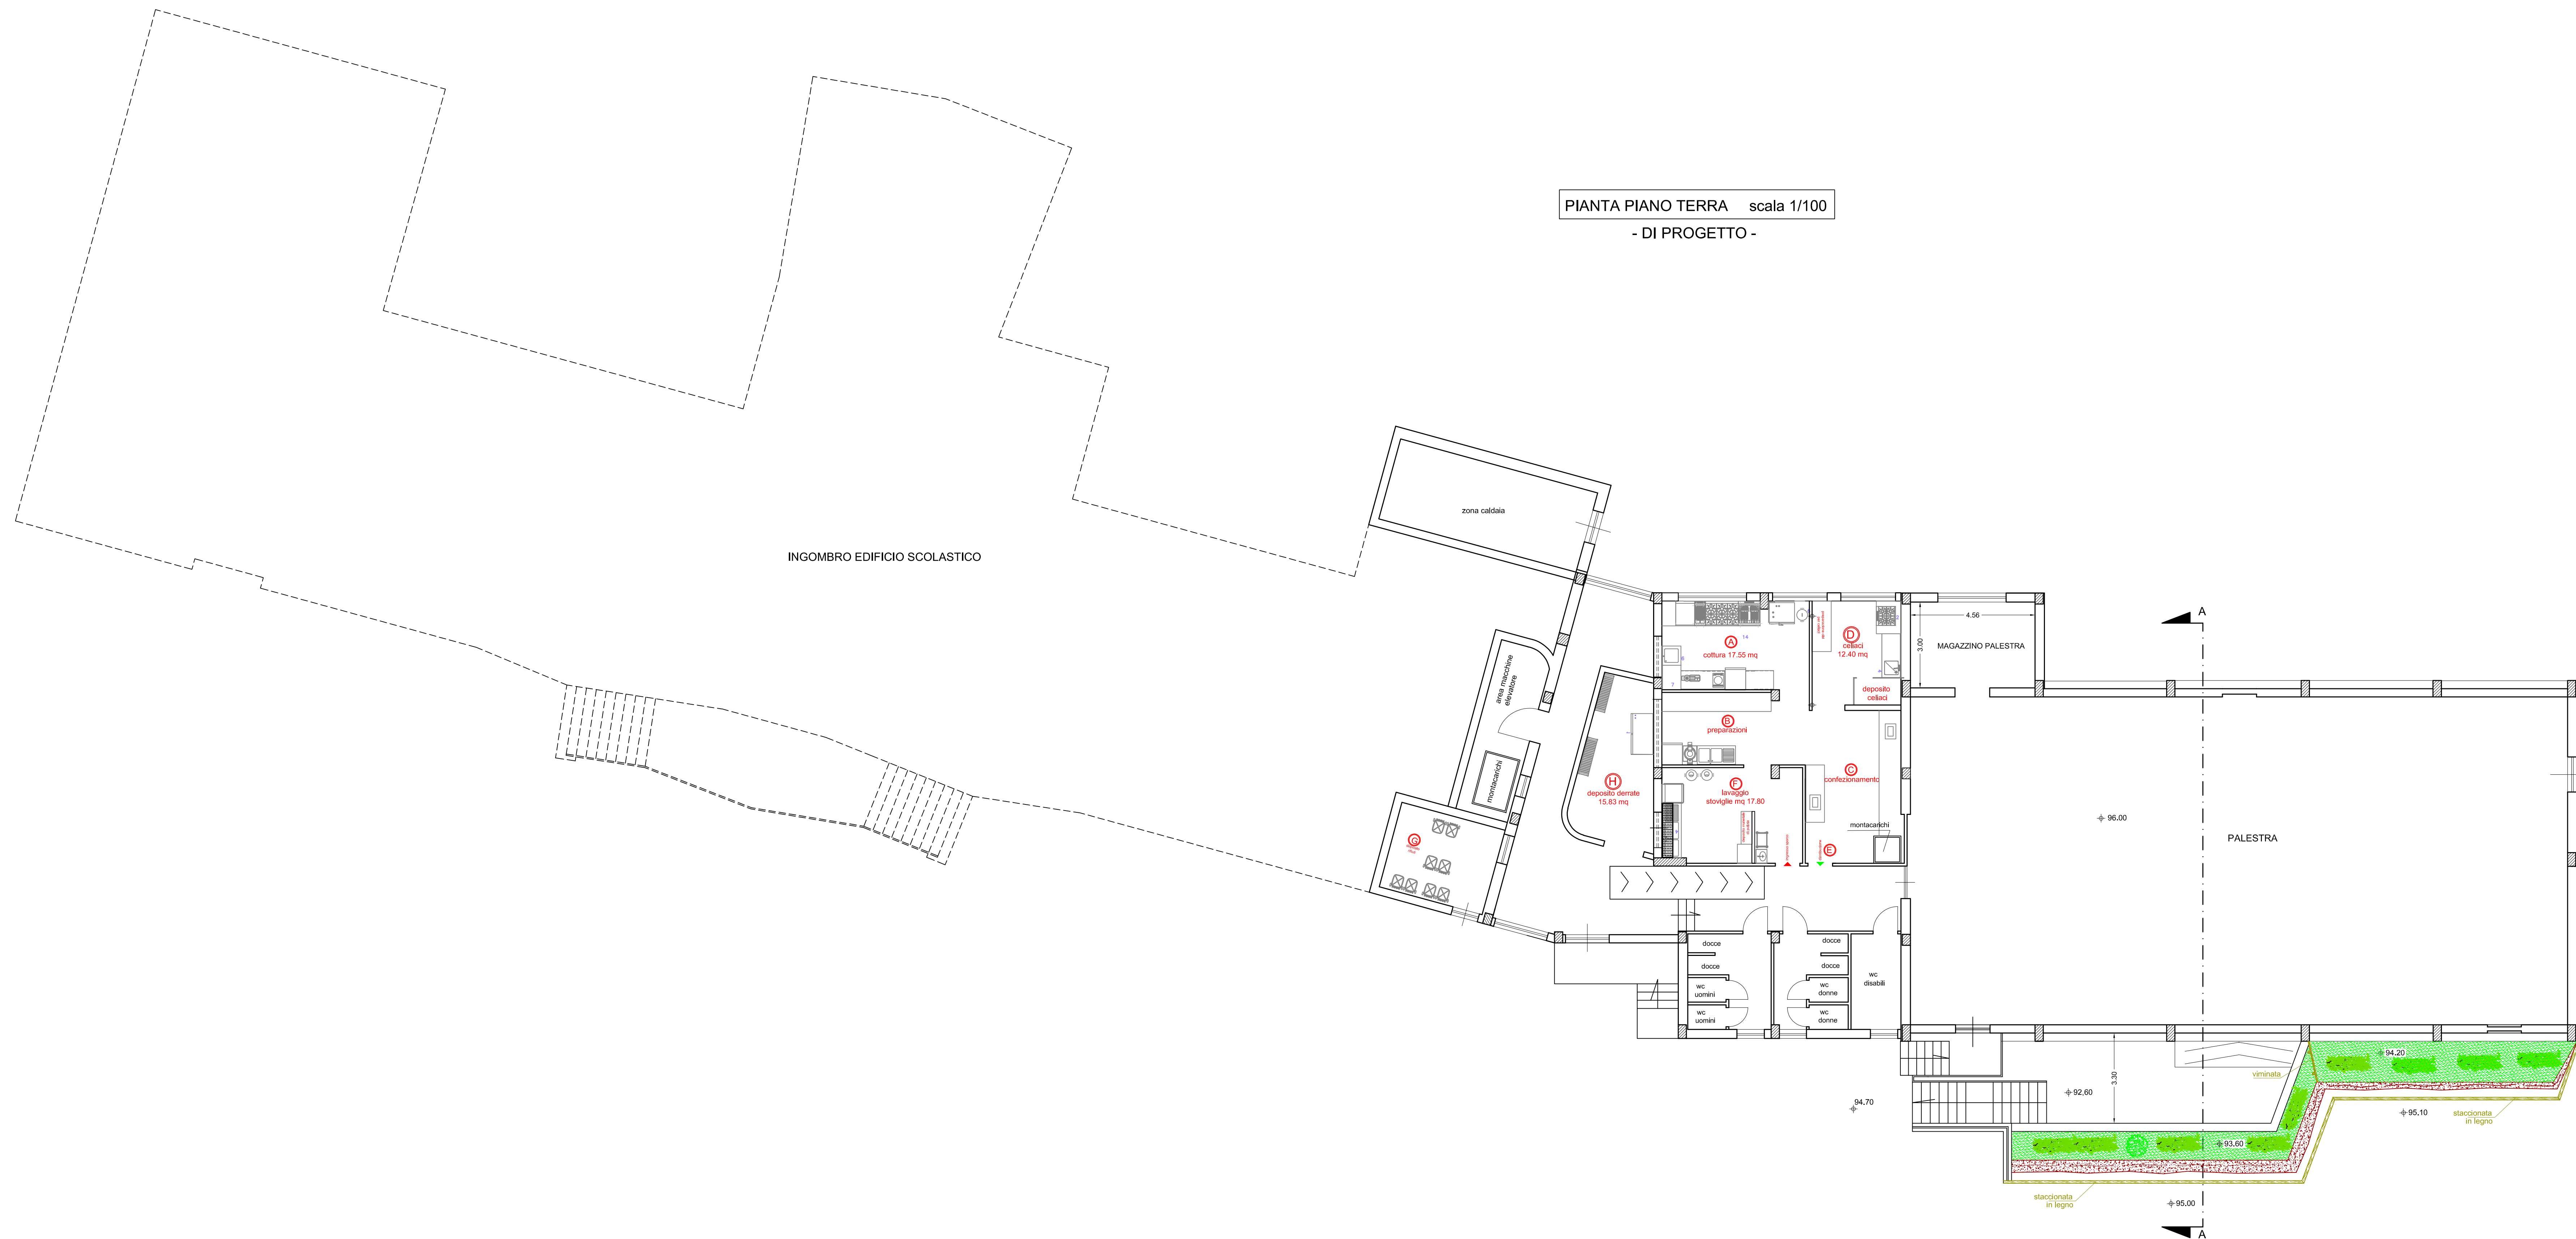 PIANTA PIANO TERRA scala 1/100
- DI PROGETTO -
INGOMBRO EDIFICIO SCOLASTICO
zona caldaia
area macchine
elevatore
montacarichi
G
H
deposito derrate
15.83 mq
A
cottura 17.55 mq
D
celiaci
12.40 mq
deposito
celiaci
B
preparazioni
C
confezionamento
F
lavaggio
stoviglie mq 17.80
E
montacarichi
4.56
3.00
MAGAZZINO PALESTRA
A
96.00
PALESTRA
docce
docce
wc
uomini
wc
uomini
docce
docce
wc
donne
wc
donne
wc
disabili
94.20
viminata
3.30
92,60
94,70
95,10
staccionata
in legno
93,60
staccionata
in legno
95.00
A